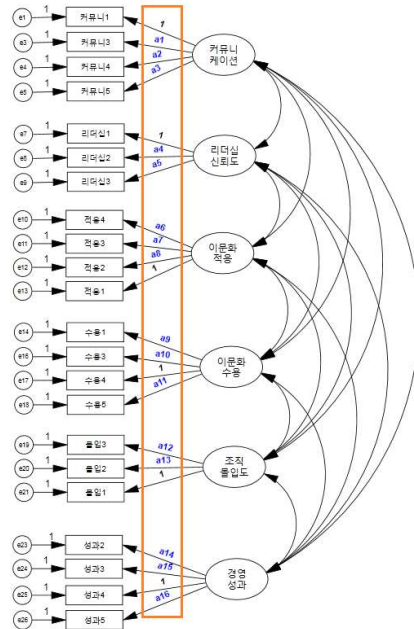 e1 1 커뮤니1 1
e3 1 커뮤니3 a1
e4 1 커뮤니4 a2
e5 1 커뮤니5 a3
커뮤니
케이션
e7 1 리더십1 1
e8 1 리더십2 a4
e9 1 리더십3 a5
리더십
신뢰도
e10 1 적용4 a6
e11 1 적용3 a7
e12 1 적용2 a8
e13 1 적용1 1
이문화
적용
e14 1 수용1 a9
e16 1 수용3 a10
e17 1 수용4 1
e18 1 수용5 a11
이문화
수용
e19 1 몰입3 a12
e20 1 몰입2 a13
e21 1 몰입1 1
조직
몰입도
e23 1 성과2 a14
e24 1 성과3 a15
e25 1 성과4 1
e26 1 성과5 a16
경영
성과